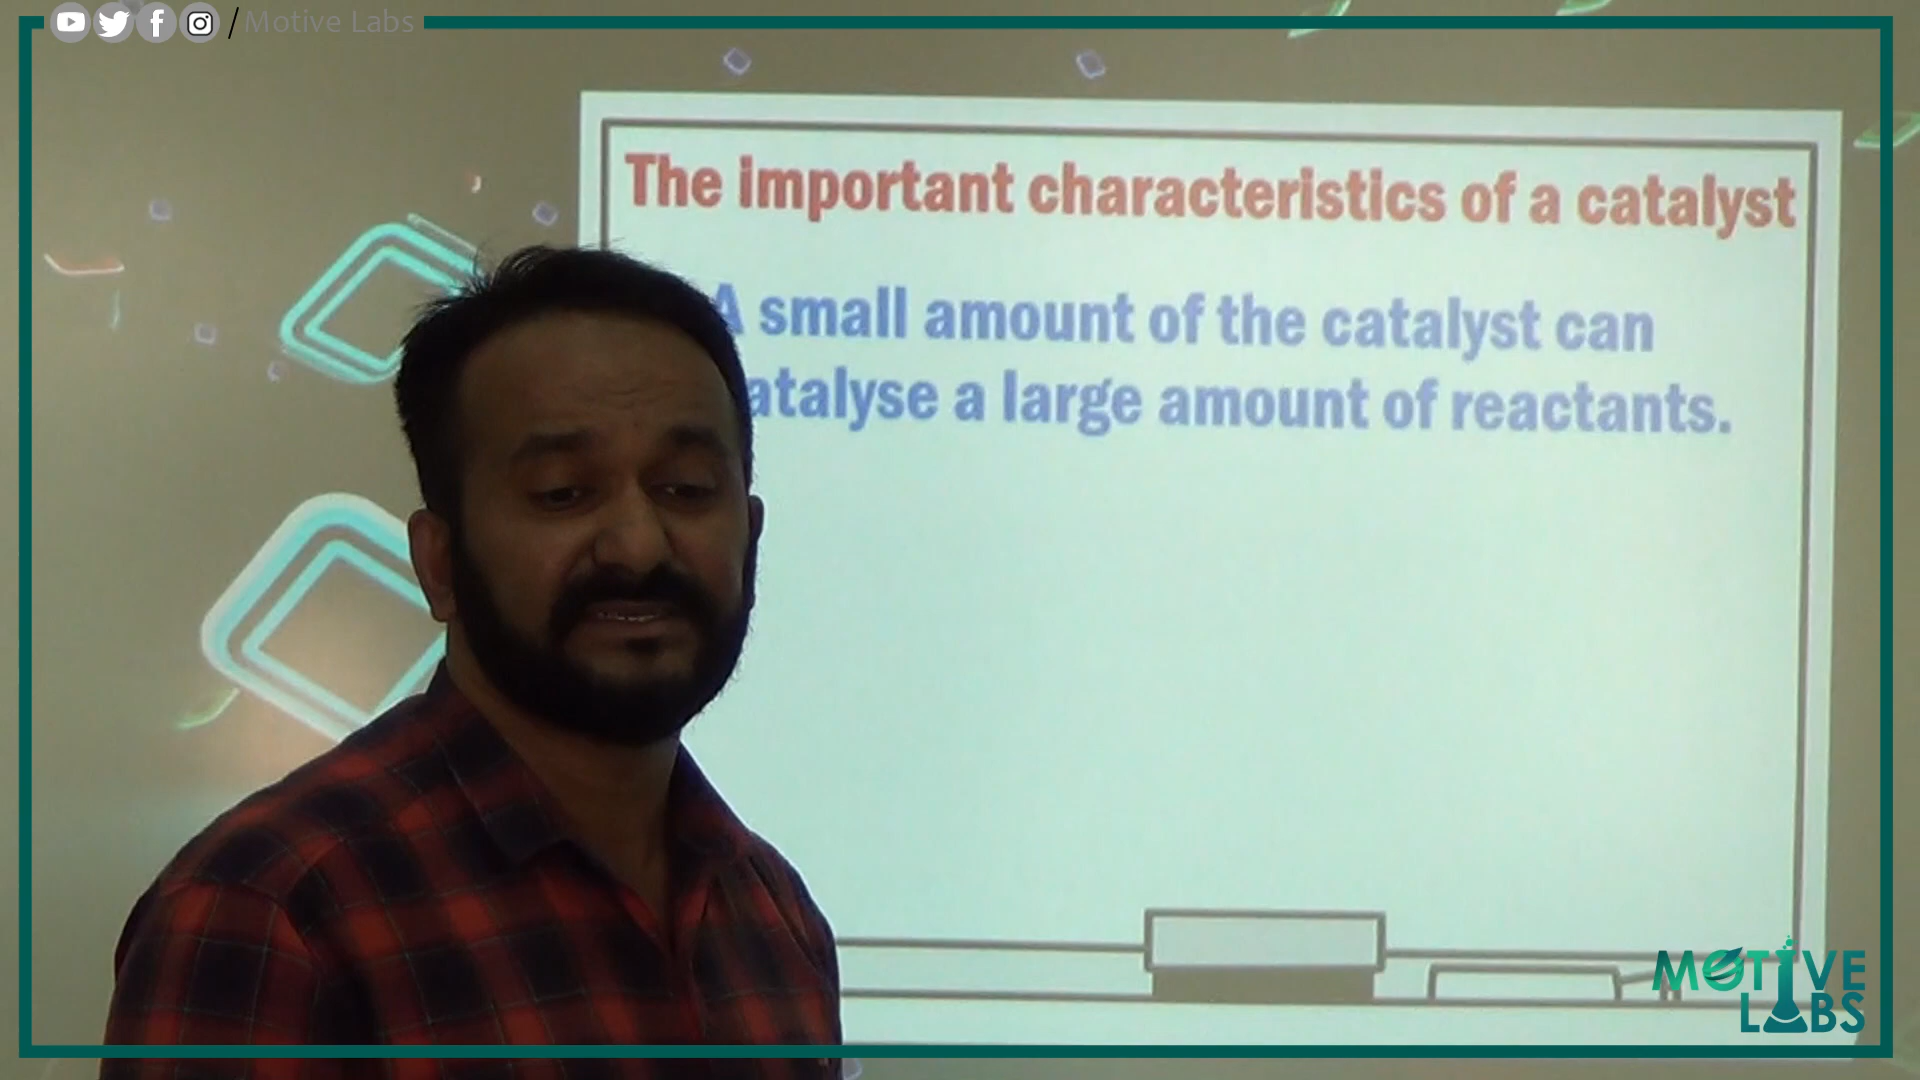 / Motive Labs
The important characteristics of a catalyst
A small amount of the catalyst can
atalyse a large amount of reactants.
MOTIVE
LABS